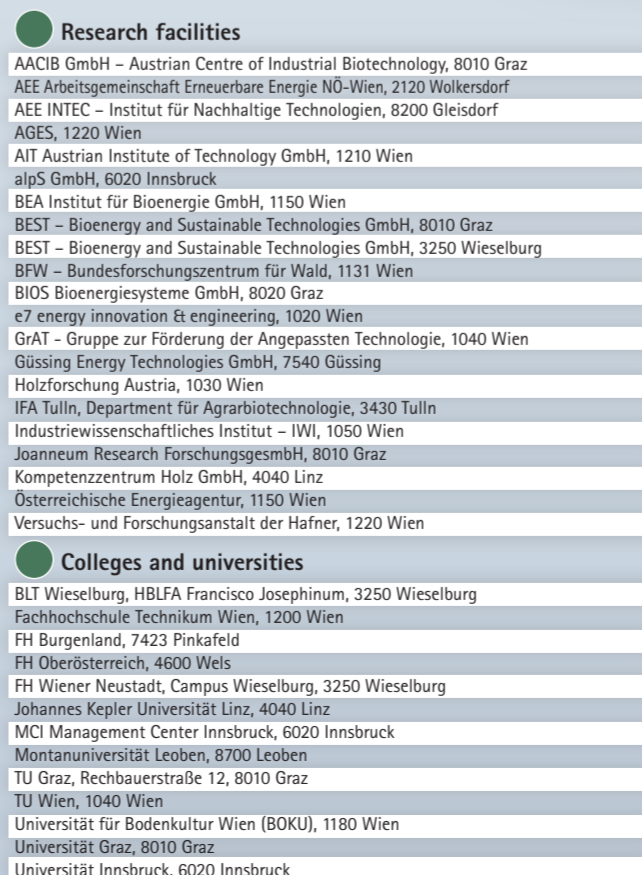 Research facilities
AACIB GmbH – Austrian Centre of Industrial Biotechnology, 8010 Graz
AEE Arbeitsgemeinschaft Erneuerbare Energie NÖ-Wien, 2120 Wolkersdorf
AEE INTEC – Institut für Nachhaltige Technologien, 8200 Gleisdorf
AGES, 1220 Wien
AIT Austrian Institute of Technology GmbH, 1210 Wien
alpS GmbH, 6020 Innsbruck
BEA Institut für Bioenergie GmbH, 1150 Wien
BEST – Bioenergy and Sustainable Technologies GmbH, 8010 Graz
BEST – Bioenergy and Sustainable Technologies GmbH, 3250 Wieselburg
BFW – Bundesforschungszentrum für Wald, 1131 Wien
BIOS Bioenergiesysteme GmbH, 8020 Graz
e7 energy innovation & engineering, 1020 Wien
GrAT - Gruppe zur Förderung der Angepassten Technologie, 1040 Wien
Güssing Energy Technologies GmbH, 7540 Güssing
Holzforschung Austria, 1030 Wien
IFA Tulln, Department für Agrarbiotechnologie, 3430 Tulln
Industriewissenschaftliches Institut – IWI, 1050 Wien
Joanneum Research ForschungsgesmbH, 8010 Graz
Kompetenzzentrum Holz GmbH, 4040 Linz
Österreichische Energieagentur, 1150 Wien
Versuchs- und Forschungsanstalt der Hafner, 1220 Wien
Colleges and universities
BLT Wieselburg, HBLFA Francisco Josephinum, 3250 Wieselburg
Fachhochschule Technikum Wien, 1200 Wien
FH Burgenland, 7423 Pinkafeld
FH Oberösterreich, 4600 Wels
FH Wiener Neustadt, Campus Wieselburg, 3250 Wieselburg
Johannes Kepler Universität Linz, 4040 Linz
MCI Management Center Innsbruck, 6020 Innsbruck
Montanuniversität Leoben, 8700 Leoben
TU Graz, Rechbauerstraße 12, 8010 Graz
TU Wien, 1040 Wien
Universität für Bodenkultur Wien (BOKU), 1180 Wien
Universität Graz, 8010 Graz
Universität Innsbruck, 6020 Innsbruck